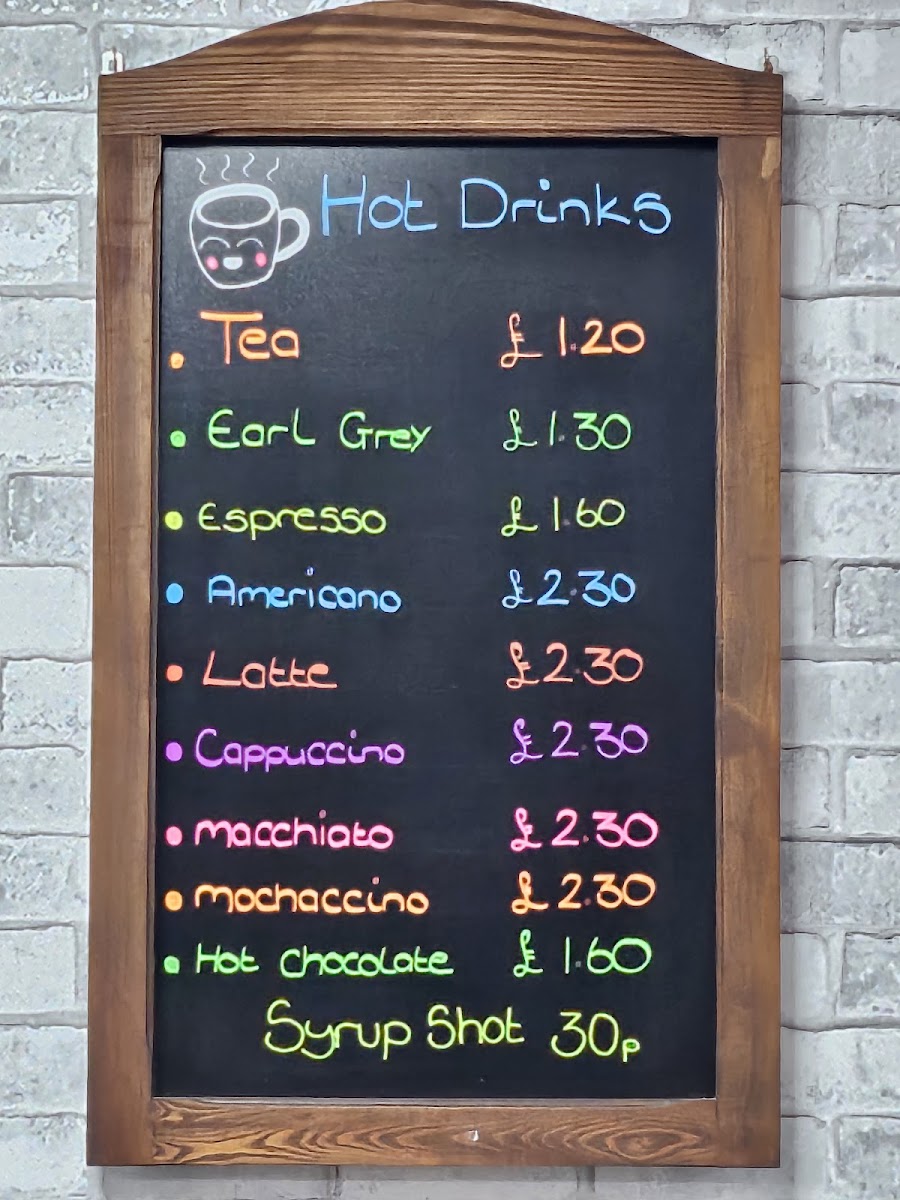 Hot Drinks
• Tea £1.20
• Earl Grey £1.30
• Espresso £1.60
• Americano £2.30
• Latte £2.30
• Cappuccino £2.30
• macchiato £2.30
• mochaccino £2.30
• Hot chocolate £1.60
Syrup Shot 30p